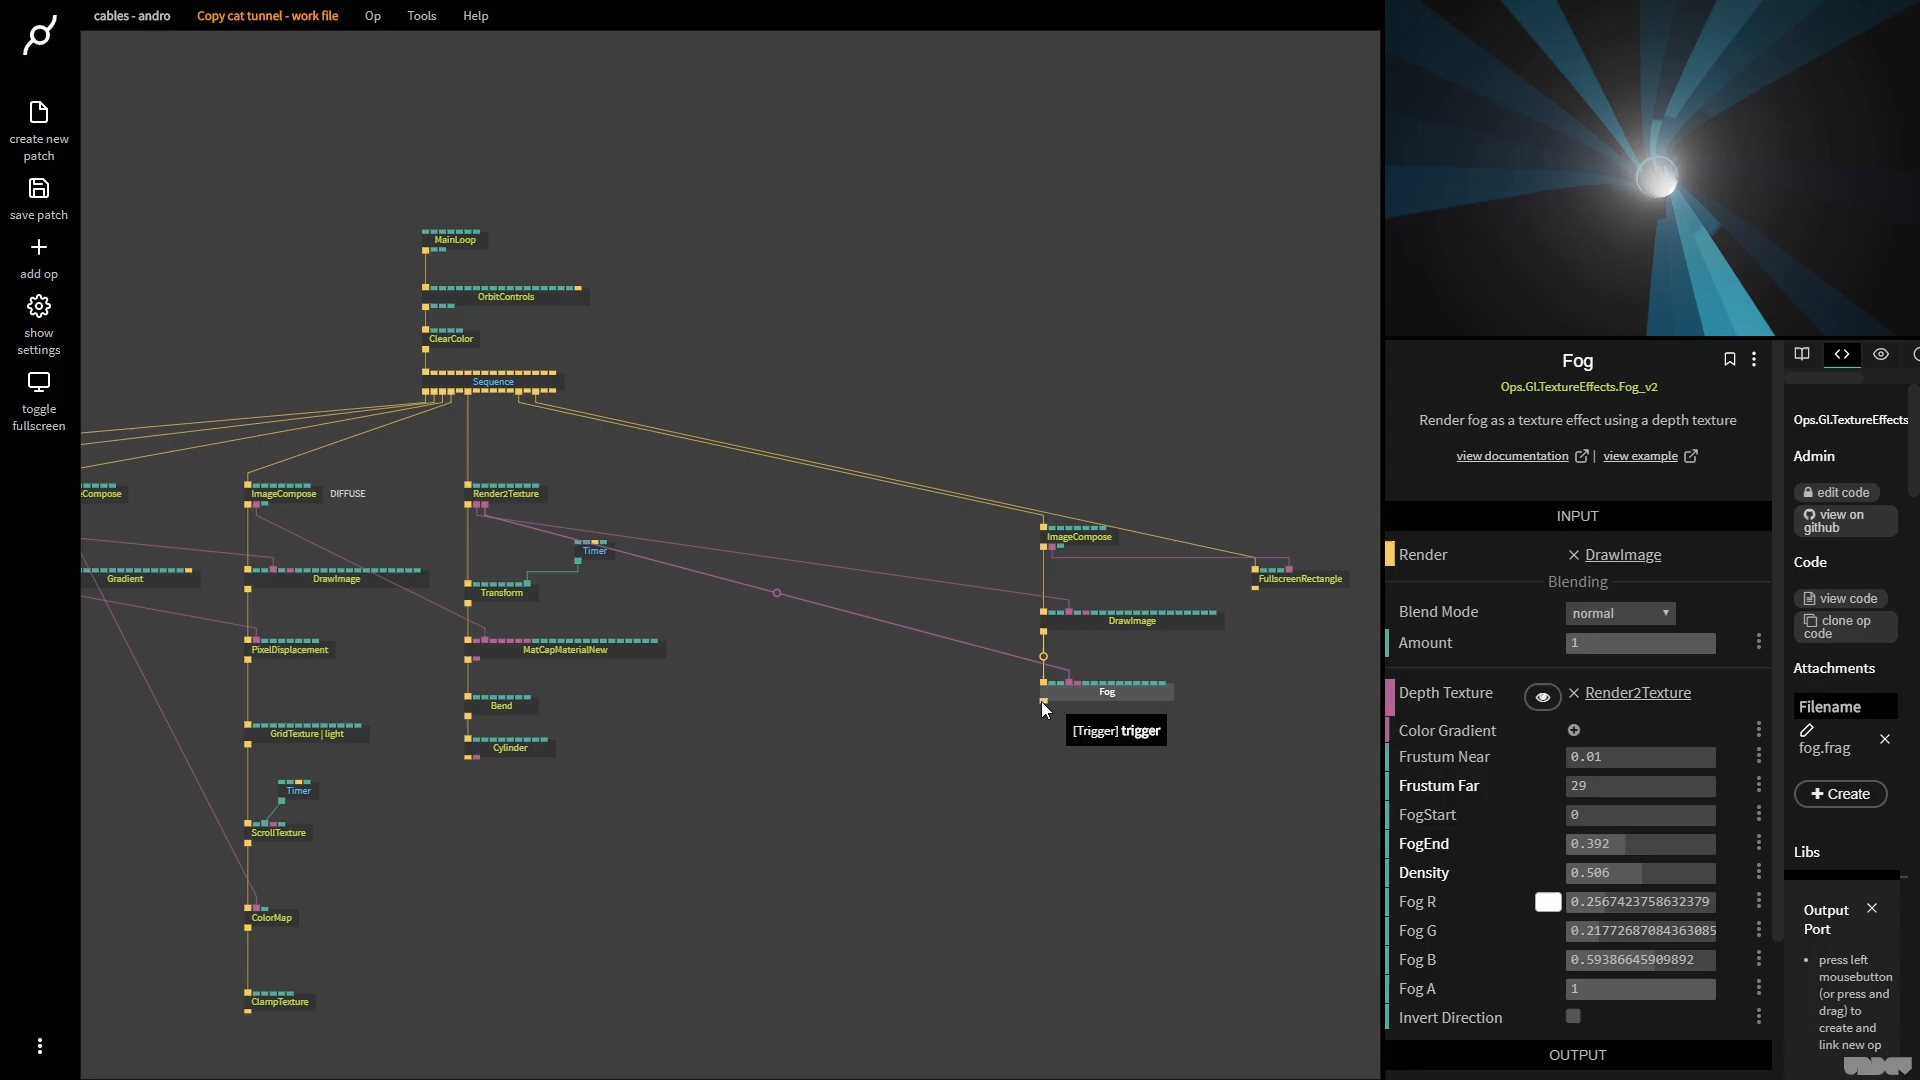 cables - andro
Copy cat tunnel - work file
Op
Tools
Help
create new
patch
save patch
add op
show
settings
toggle
fullscreen
MainLoop
OrbitControls
ClearColor
Sequence
eCompose
ImageCompose
DIFFUSE
Render2Texture
Timer
ImageCompose
Gradient
DrawImage
Transform
FullscreenRectangle
DrawImage
PixelDisplacement
MatCapMaterialNew
Fog
Bend
[Trigger] trigger
GridTexture | light
Cylinder
Timer
ScrollTexture
ColorMap
ClampTexture
Fog
Ops.Gl.TextureEffects.Fog_v2
Render fog as a texture effect using a depth texture
view documentation | view example
INPUT
Render
DrawImage
Blending
Blend Mode
normal
Amount
1
Depth Texture
Render2Texture
Color Gradient
Frustum Near
0.01
Frustum Far
29
FogStart
0
FogEnd
0.392
Density
0.506
Fog R
0.2567423758632379
Fog G
0.21772687084363085
Fog B
0.59386645909892
Fog A
1
Invert Direction
OUTPUT
Ops.Gl.TextureEffects
Admin
edit code
view on
github
Code
view code
clone op
code
Attachments
Filename
fog.frag
Create
Libs
Output
Port
press left
mousebutton
(or press and
drag) to
create and
link new op